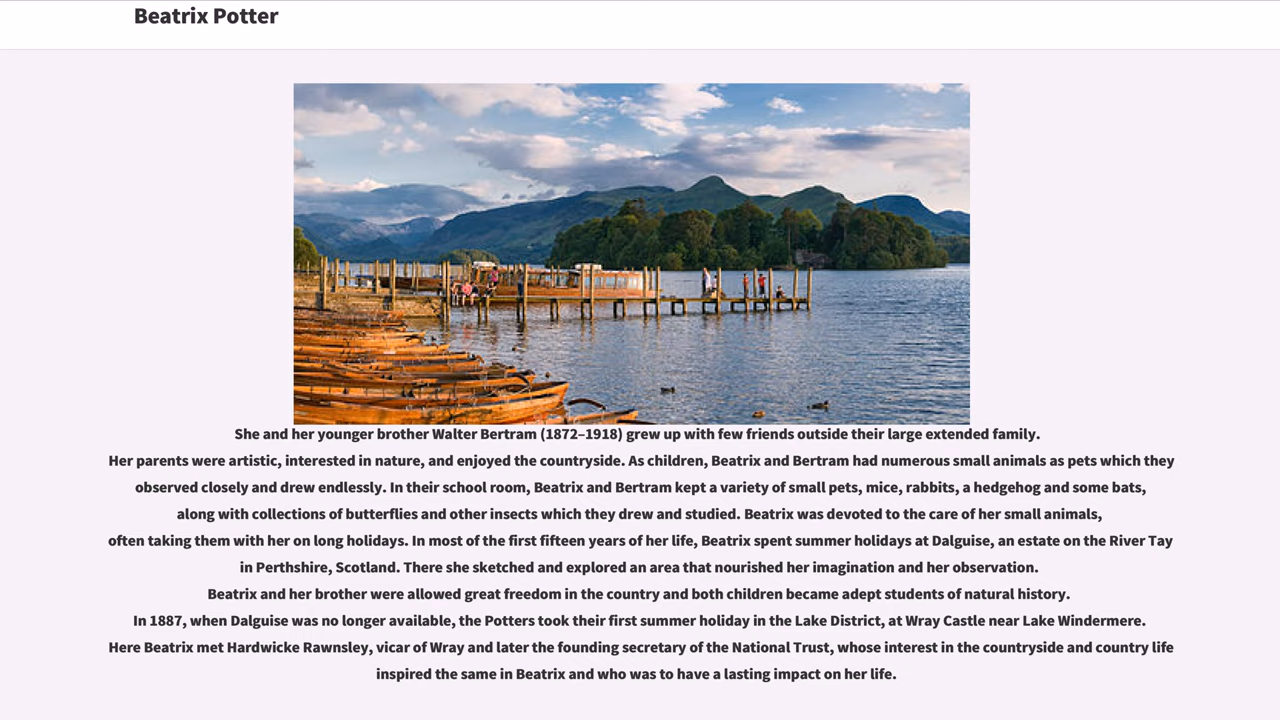 Beatrix Potter
She and her younger brother Walter Bertram (1872–1918) grew up with few friends outside their large extended family.
Her parents were artistic, interested in nature, and enjoyed the countryside. As children, Beatrix and Bertram had numerous small animals as pets which they
observed closely and drew endlessly. In their school room, Beatrix and Bertram kept a variety of small pets, mice, rabbits, a hedgehog and some bats,
along with collections of butterflies and other insects which they drew and studied. Beatrix was devoted to the care of her small animals,
often taking them with her on long holidays. In most of the first fifteen years of her life, Beatrix spent summer holidays at Dalguise, an estate on the River Tay
in Perthshire, Scotland. There she sketched and explored an area that nourished her imagination and her observation.
Beatrix and her brother were allowed great freedom in the country and both children became adept students of natural history.
In 1887, when Dalguise was no longer available, the Potters took their first summer holiday in the Lake District, at Wray Castle near Lake Windermere.
Here Beatrix met Hardwicke Rawnsley, vicar of Wray and later the founding secretary of the National Trust, whose interest in the countryside and country life
inspired the same in Beatrix and who was to have a lasting impact on her life.